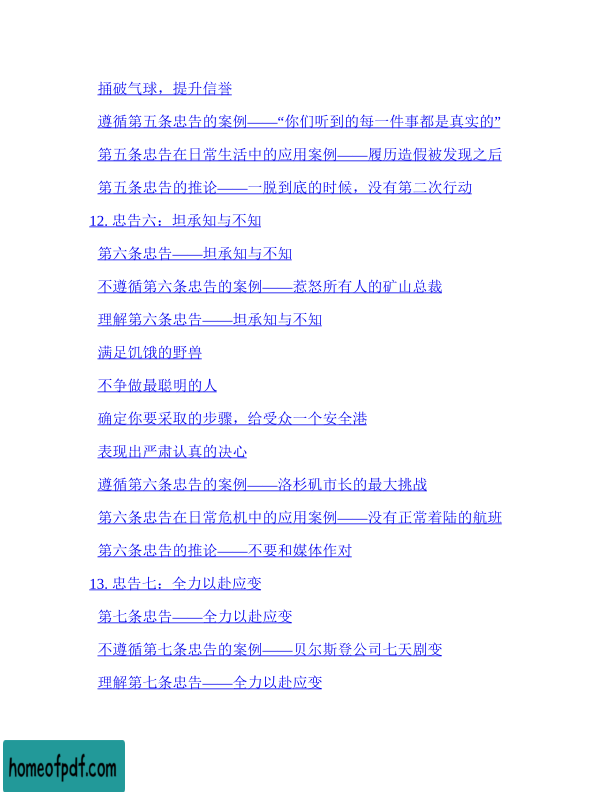 捅破气球，提升信誉
遵循第五条忠告的案例——“你们听到的每一件事都是真实的”
第五条忠告在日常生活中的应用案例——履历造假被发现之后
第五条忠告的推论——一脱到底的时候，没有第二次行动
12. 忠告六：坦承知与不知
第六条忠告——坦承知与不知
不遵循第六条忠告的案例——惹怒所有人的矿山总裁
理解第六条忠告——坦承知与不知
满足饥饿的野兽
不争做最聪明的人
确定你要采取的步骤，给受众一个安全港
表现出严肃认真的决心
遵循第六条忠告的案例——洛杉矶市长的最大挑战
第六条忠告在日常危机中的应用案例——没有正常着陆的航班
第六条忠告的推论——不要和媒体作对
13. 忠告七：全力以赴应变
第七条忠告——全力以赴应变
不遵循第七条忠告的案例——贝尔斯登公司七天剧变
理解第七条忠告——全力以赴应变
homeofpdf.com